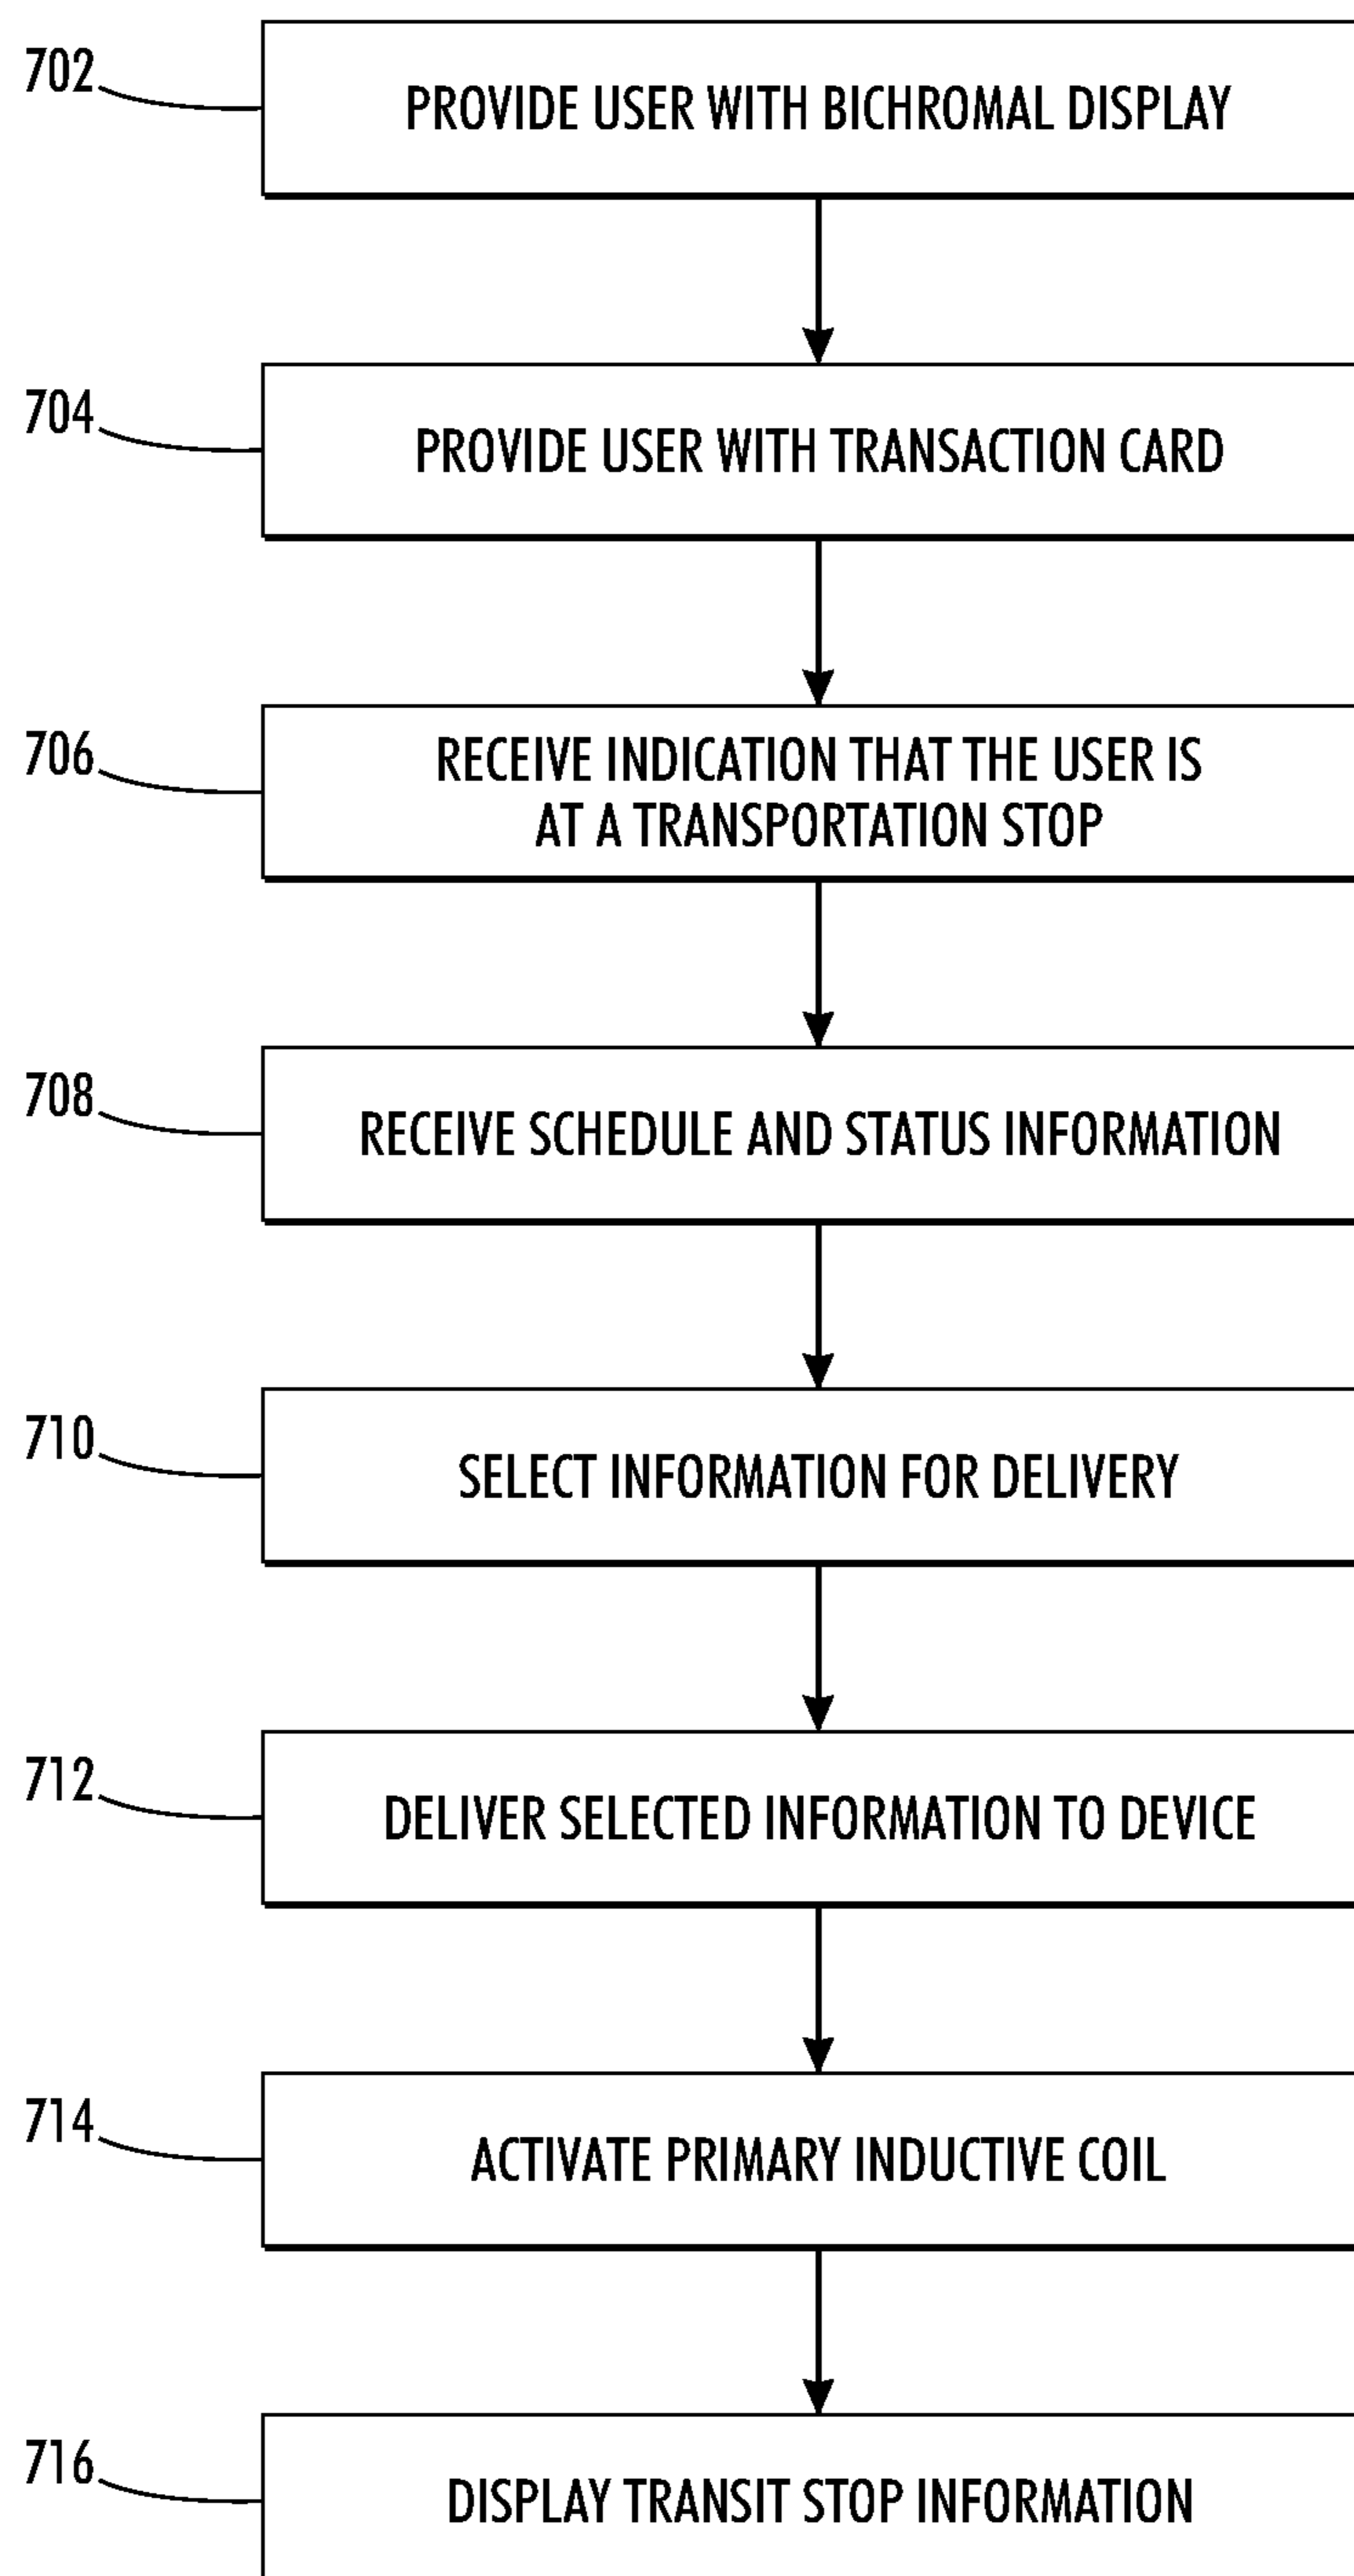 702
PROVIDE USER WITH BICHROMAL DISPLAY
704
PROVIDE USER WITH TRANSACTION CARD
706
RECEIVE INDICATION THAT THE USER IS
AT A TRANSPORTATION STOP
708
RECEIVE SCHEDULE AND STATUS INFORMATION
710
SELECT INFORMATION FOR DELIVERY
712
DELIVER SELECTED INFORMATION TO DEVICE
714
ACTIVATE PRIMARY INDUCTIVE COIL
716
DISPLAY TRANSIT STOP INFORMATION